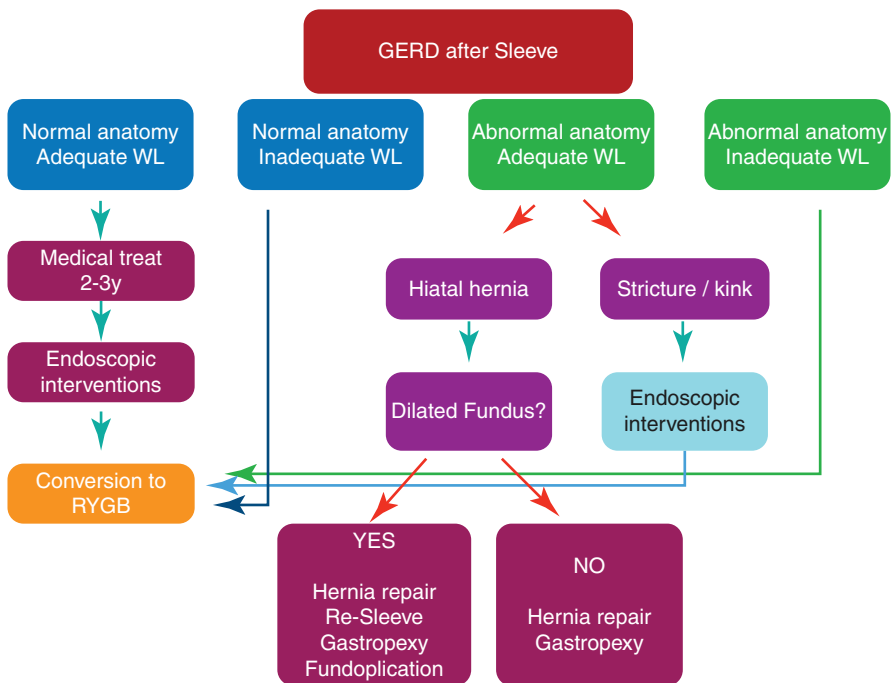 GERD after Sleeve
Normal anatomy
Adequate WL
Normal anatomy
Inadequate WL
Abnormal anatomy
Adequate WL
Abnormal anatomy
Inadequate WL
Medical treat
2-3y
Hiatal hernia
Stricture / kink
Endoscopic
interventions
Dilated Fundus?
Endoscopic
interventions
Conversion to
RYGB
YES
Hernia repair
Re-Sleeve
Gastropexy
Fundoplication
NO
Hernia repair
Gastropexy